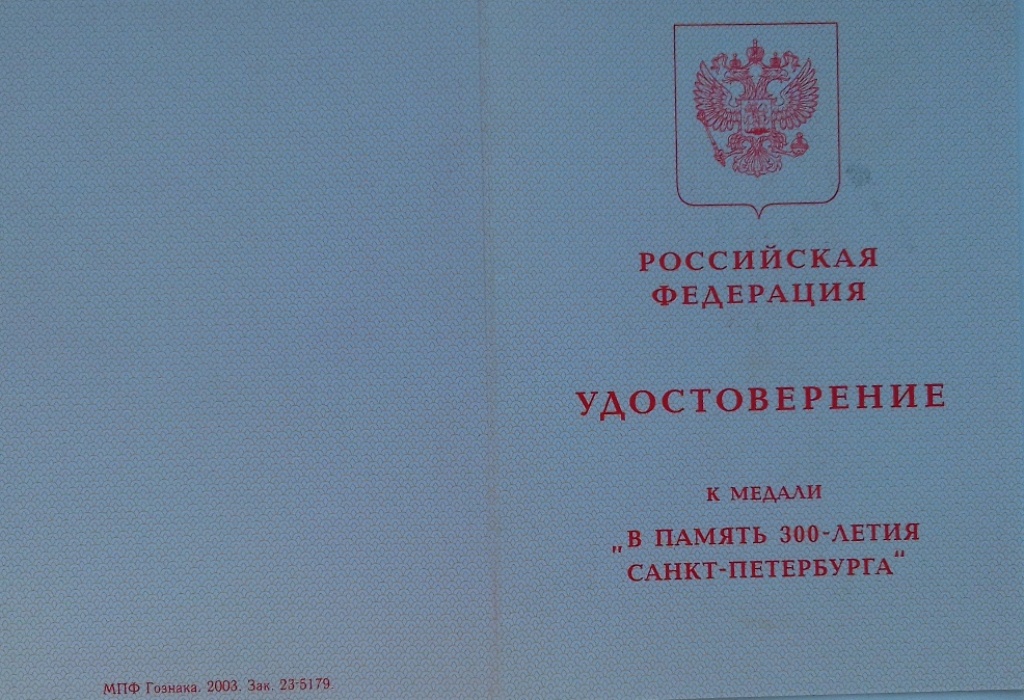 РОССИЙСКАЯ
ФЕДЕРАЦИЯ
УДОСТОВЕРЕНИЕ
К МЕДАЛИ
„В ПАМЯТЬ 300-ЛЕТИЯ
САНКТ-ПЕТЕРБУРГА“
МПФ Гознака. 2003. Зак. 23-5179.